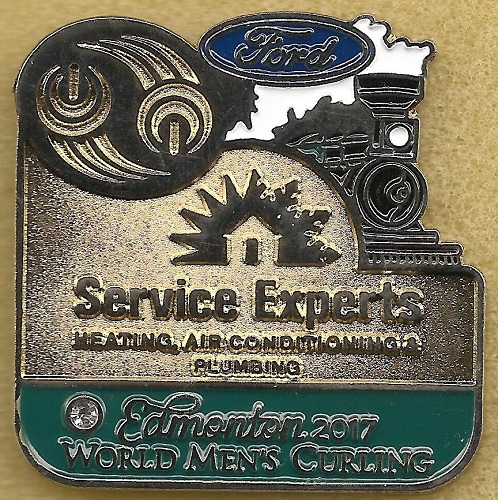 Ford
Service Experts
HEATING, AIR CONDITIONING &
PLUMBING
Edmonton 2017
WORLD MEN'S CURLING